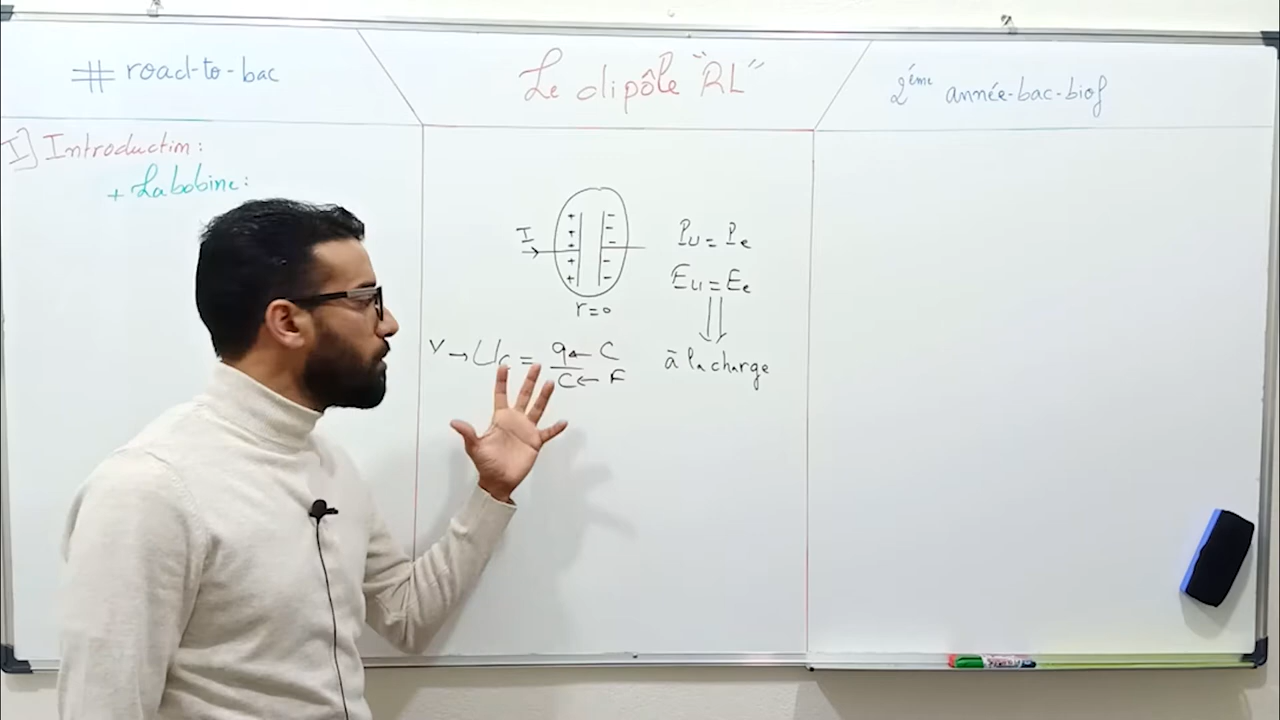 # road-to-bac
Le dipôle "RL"
2ème année-bac-biof
I] Introduction:
+ La bobine:
I
+ + + + +
- - - - -
r=0
Pu = Pe
Eu = Ee
à la charge
V → Uc = q ← C
C ← F